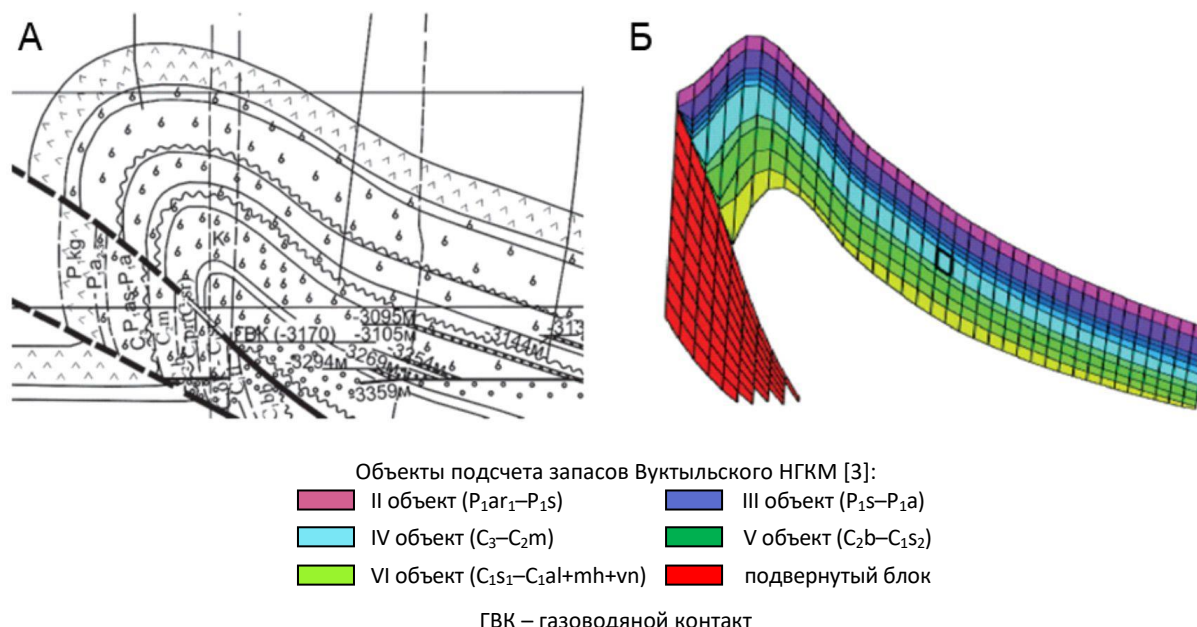 А
Б
К
P₁kg
ГВК (-3170)
-3095м
-3105м
-3144м
-3294м
-3269м
-3254м
-3359м
Объекты подсчета запасов Вуктыльского НГКМ [3]:
II объект (P₁ar₁–P₁s)
III объект (P₁s–P₁a)
IV объект (C₃–C₂m)
V объект (C₂b–C₁s₂)
VI объект (C₁s₁–C₁al+mh+vn)
подвернутый блок
ГВК – газоводяной контакт